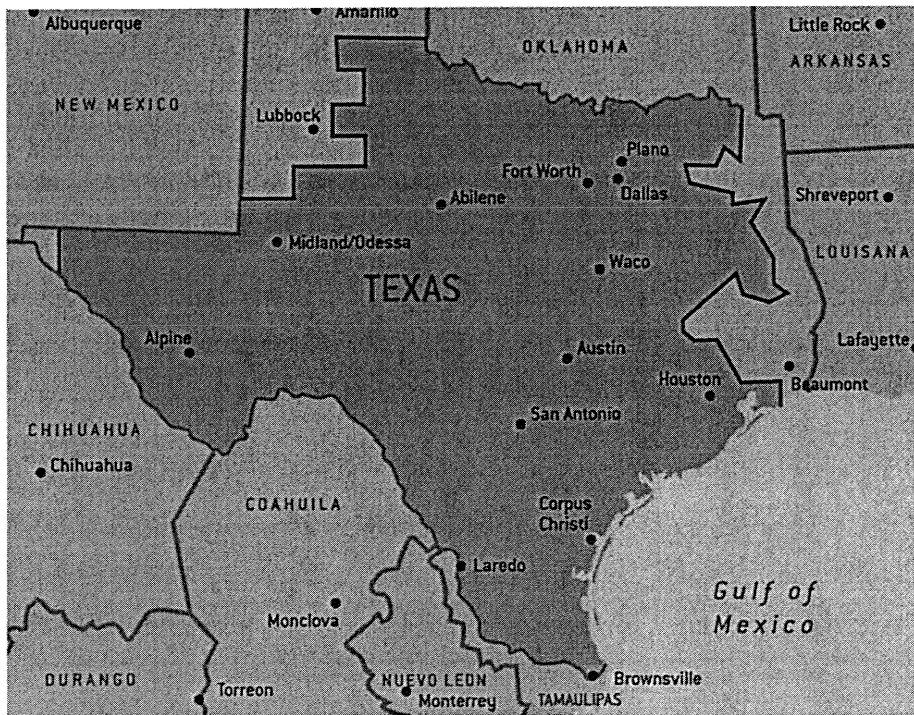 Amarillo
Albuquerque
OKLAHOMA
Little Rock
ARKANSAS
NEW MEXICO
Lubbock
Plano
Fort Worth
Dallas
Abilene
Shreveport
Midland/Odessa
Waco
LOUISANA
TEXAS
Alpine
Austin
Lafayette
Houston
Beaumont
San Antonio
CHIHUAHUA
Chihuahua
COAHUILA
Corpus
Christi
Laredo
Gulf of
Mexico
Monclova
DURANGO
Torreon
NUEVO LEON
Monterrey
TAMAULIPAS
Brownsville